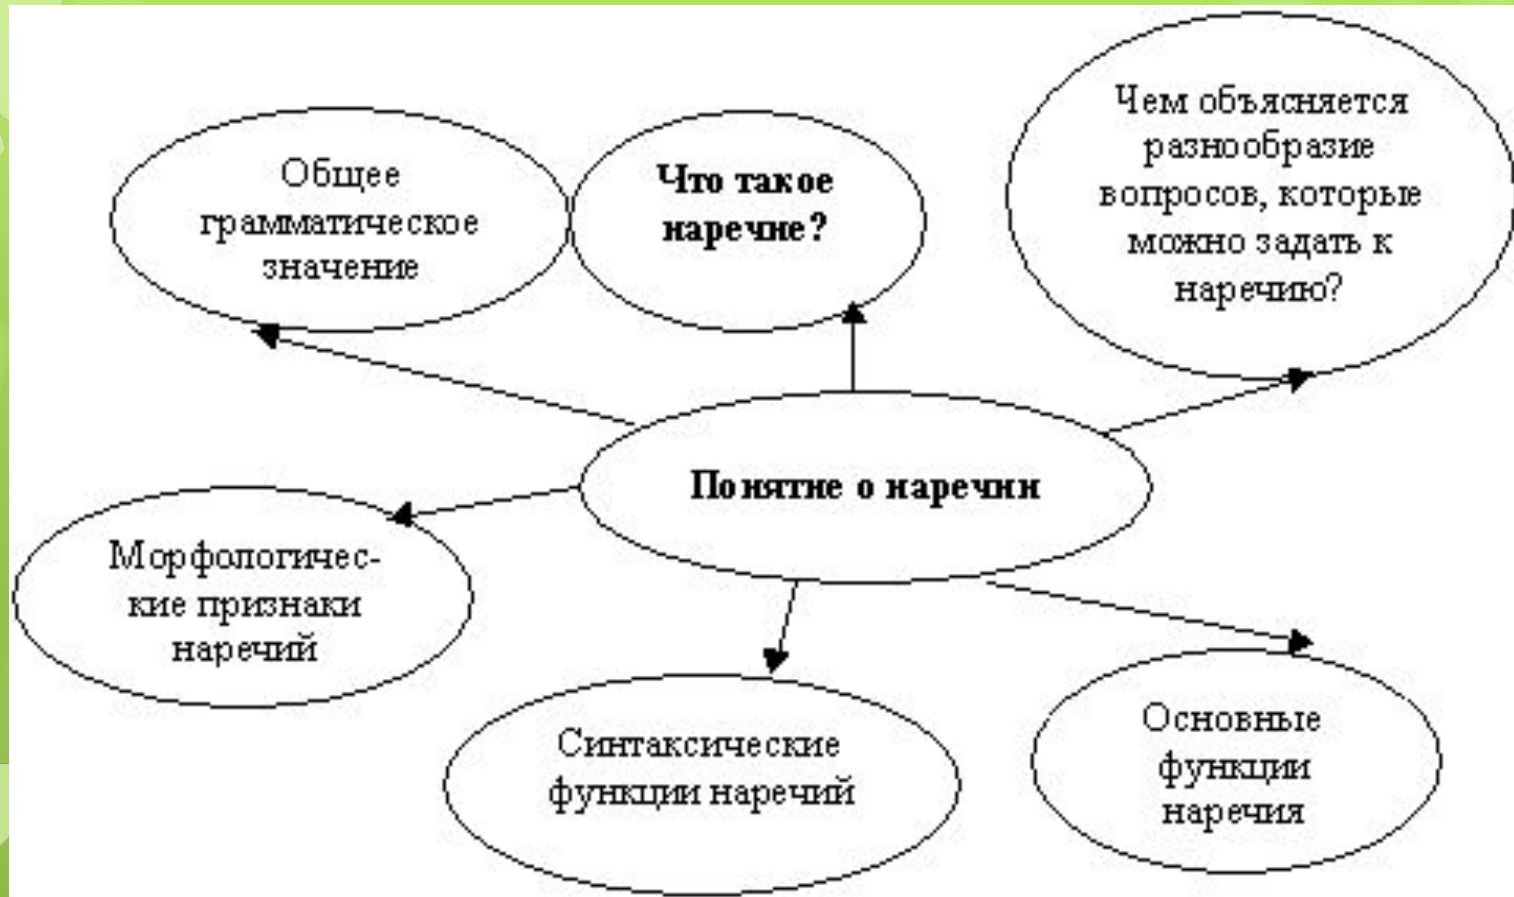 Общее
грамматическое
значение
Что такое
наречие?
Чем объясняется
разнообразие
вопросов, которые
можно задать к
наречию?
Понятие о наречии
Морфологичес-
кие признаки
наречий
Синтаксические
функции наречий
Основные
функции
наречия